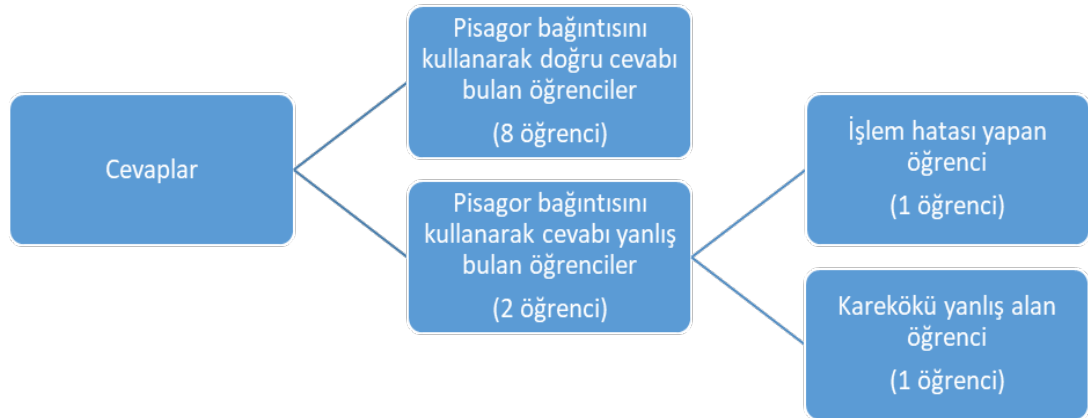 Cevaplar
Pisagor bağıntısını
kullanarak doğru cevabı
bulan öğrenciler
(8 öğrenci)
Pisagor bağıntısını
kullanarak cevabı yanlış
bulan öğrenciler
(2 öğrenci)
İşlem hatası yapan
öğrenci
(1 öğrenci)
Karekökü yanlış alan
öğrenci
(1 öğrenci)